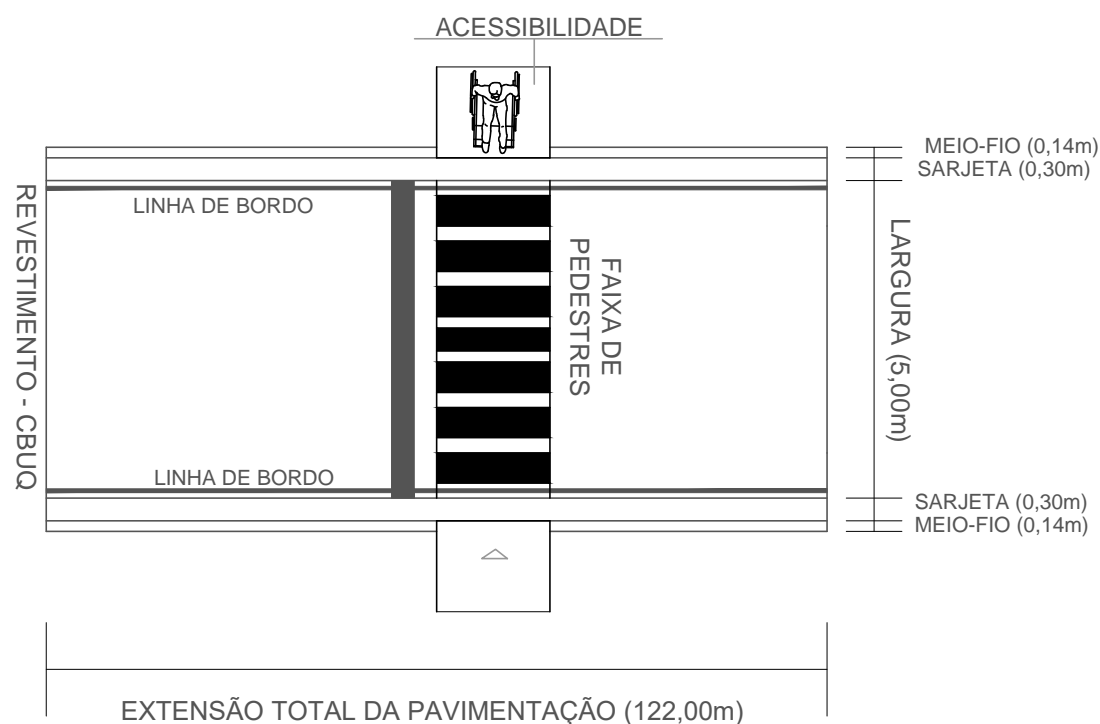 ACESSIBILIDADE
MEIO-FIO (0,14m)
SARJETA (0,30m)
LINHA DE BORDO
REVESTIMENTO - CBUQ
FAIXA DE
PEDESTRES
LARGURA (5,00m)
LINHA DE BORDO
SARJETA (0,30m)
MEIO-FIO (0,14m)
EXTENSÃO TOTAL DA PAVIMENTAÇÃO (122,00m)